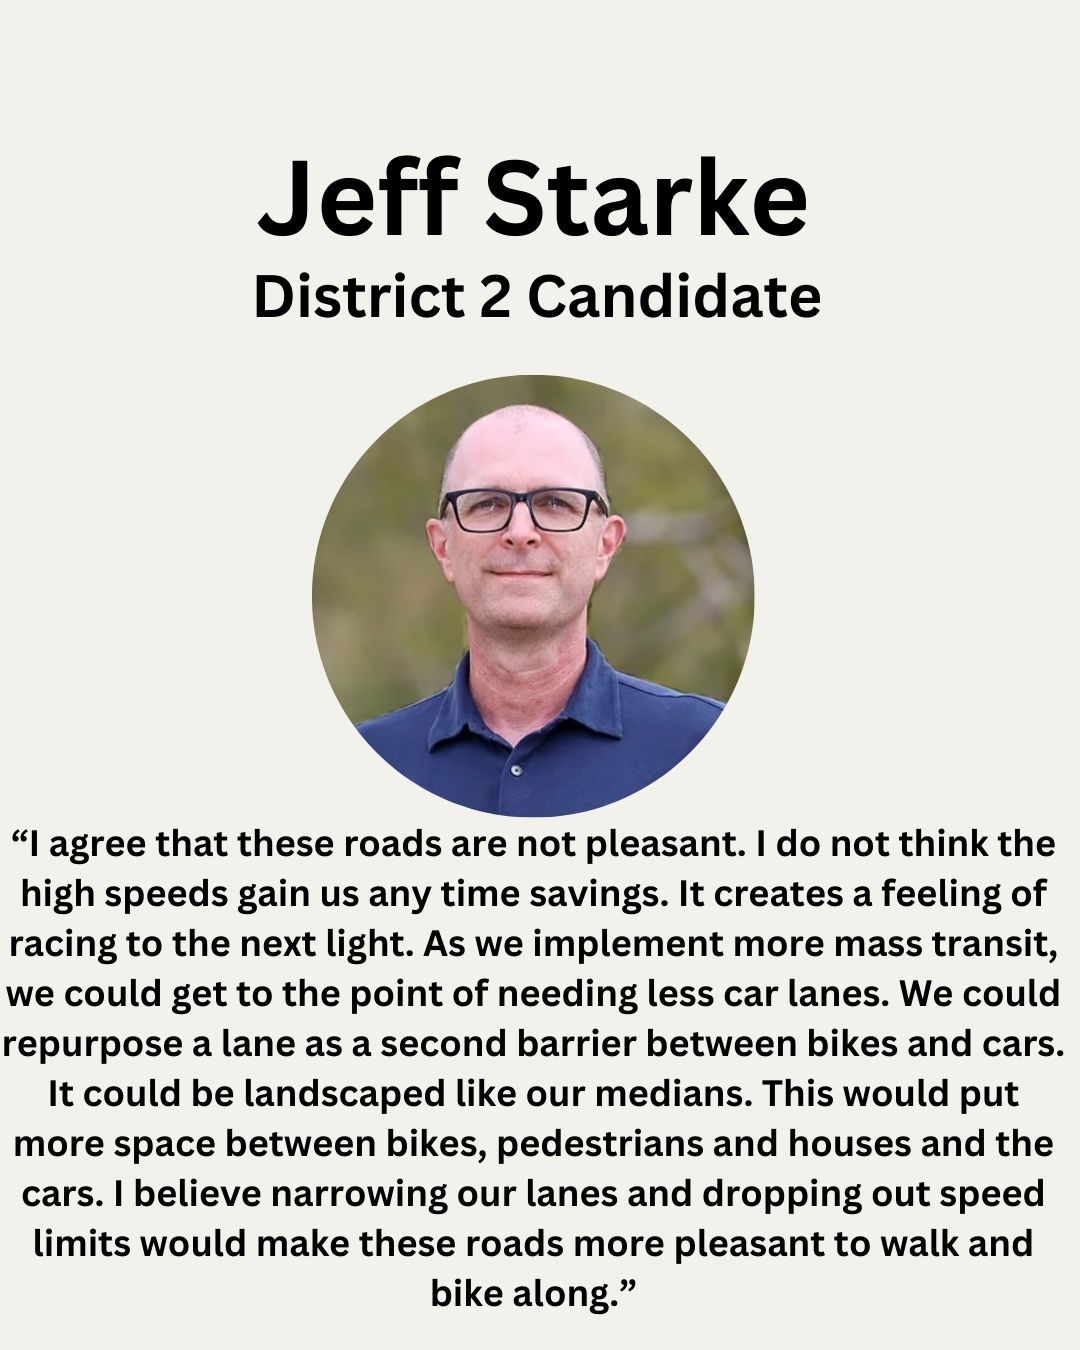 Jeff Starke
District 2 Candidate
“I agree that these roads are not pleasant. I do not think the
high speeds gain us any time savings. It creates a feeling of
racing to the next light. As we implement more mass transit,
we could get to the point of needing less car lanes. We could
repurpose a lane as a second barrier between bikes and cars.
It could be landscaped like our medians. This would put
more space between bikes, pedestrians and houses and the
cars. I believe narrowing our lanes and dropping out speed
limits would make these roads more pleasant to walk and
bike along.”